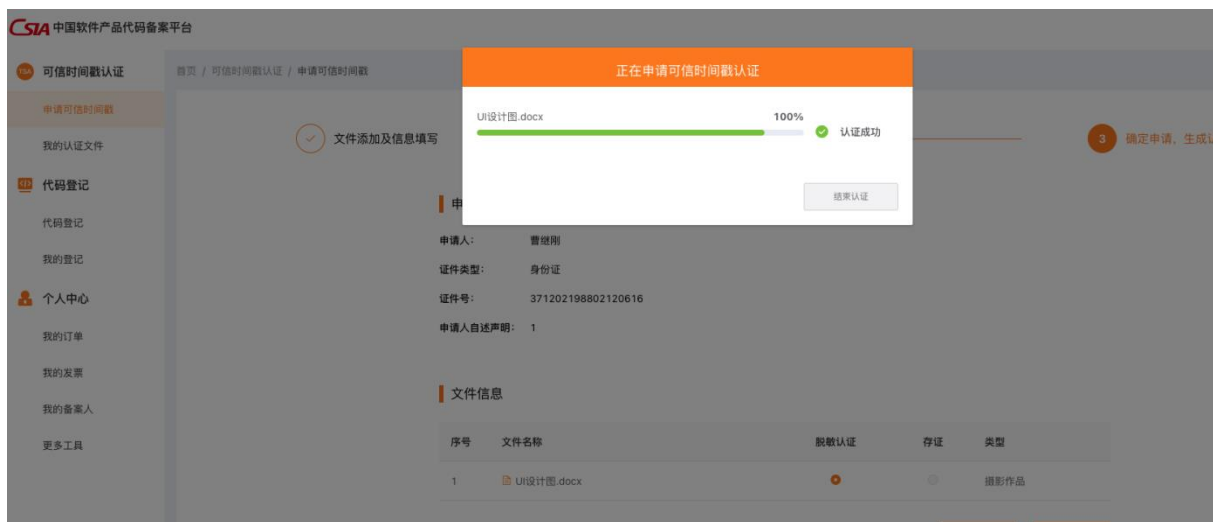 CSIA 中国软件产品代码备案平台
TSA 可信时间戳认证
首页 / 可信时间戳认证 / 申请可信时间戳
正在申请可信时间戳认证
申请可信时间戳
UI设计图.docx 100%
认证成功
文件添加及信息填写
3 确定申请、生成
我的认证文件
代码登记
结束认证
申
代码登记
申请人： 曹继刚
我的登记
证件类型： 身份证
个人中心
证件号： 371202198802120616
申请人自述声明： 1
我的订单
我的发票
文件信息
我的备案人
更多工具
序号 文件名称 脱敏认证 存证 类型
1 UI设计图.docx 摄影作品